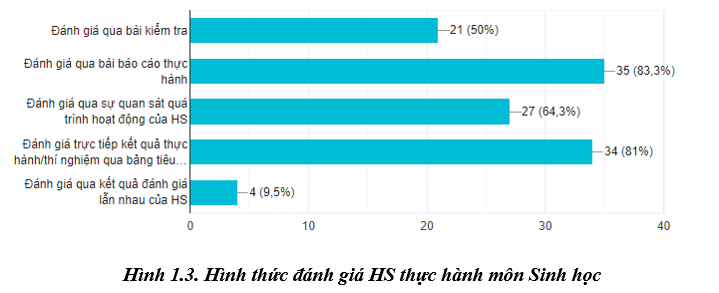 Đánh giá qua bài kiểm tra
21 (50%)
Đánh giá qua bài báo cáo thực
hành
35 (83,3%)
Đánh giá qua sự quan sát quá
trình hoạt động của HS
27 (64,3%)
Đánh giá trực tiếp kết quả thực
hành/thí nghiệm qua bảng tiêu…
34 (81%)
Đánh giá qua kết quả đánh giá
lẫn nhau của HS
4 (9,5%)
0 10 20 30 40
Hình 1.3. Hình thức đánh giá HS thực hành môn Sinh học